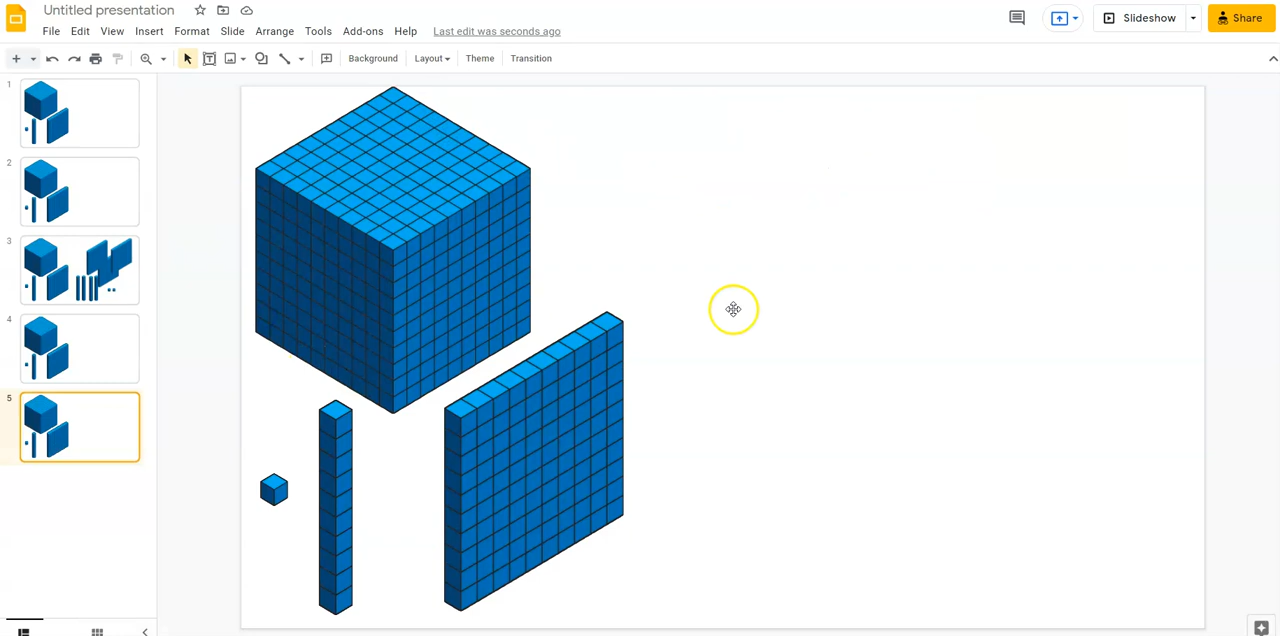 Untitled presentation
File Edit View Insert Format Slide Arrange Tools Add-ons Help Last edit was seconds ago
Slideshow
Share
Background Layout Theme Transition
1
2
3
4
5